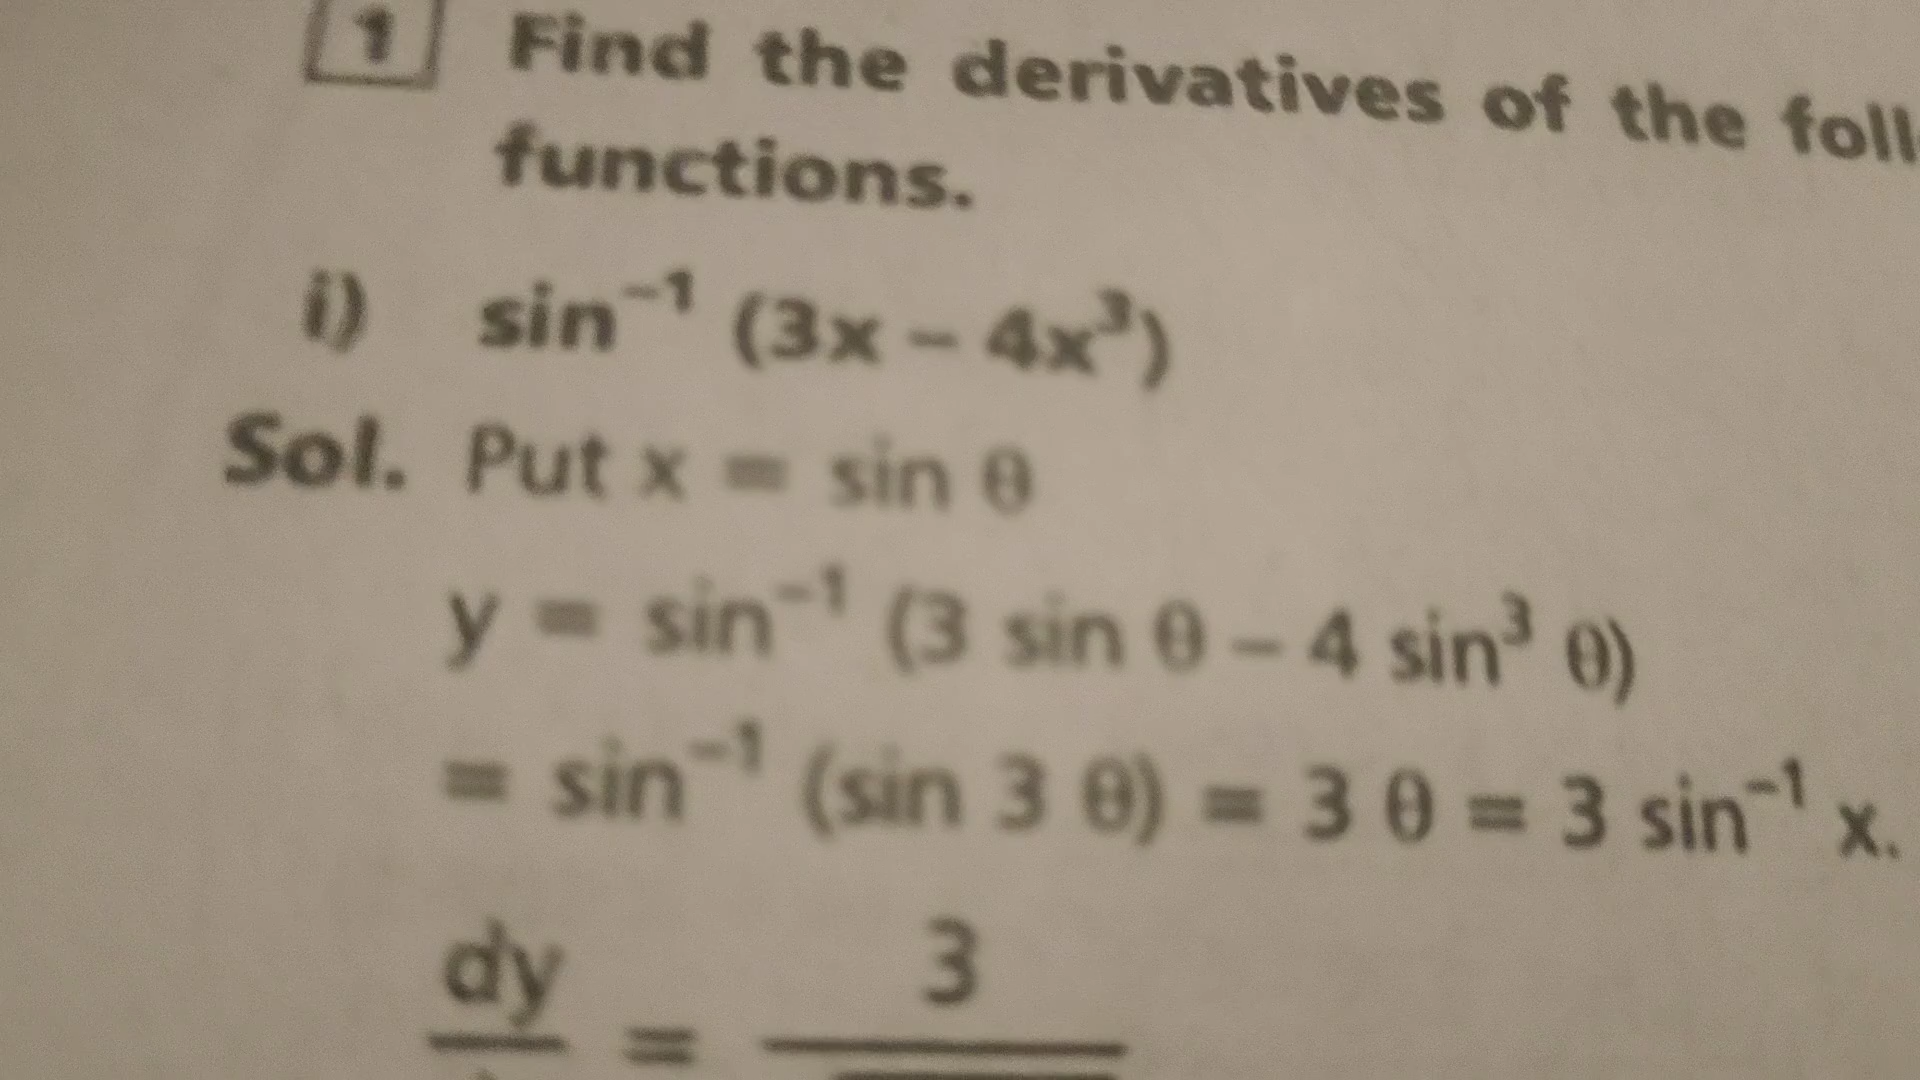 1 Find the derivatives of the foll
functions.
i) sin⁻¹ (3x – 4x³)
Sol. Put x = sin θ
y = sin⁻¹ (3 sin θ – 4 sin³ θ)
= sin⁻¹ (sin 3 θ) = 3 θ = 3 sin⁻¹ x.
dy = 3